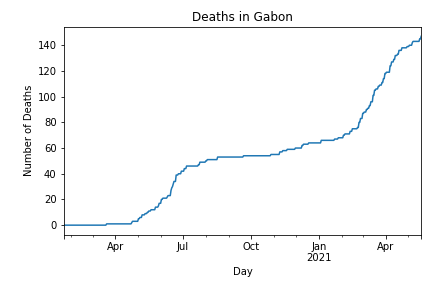 Deaths in Gabon
Number of Deaths
140
120
100
80
60
40
20
0
Apr
Jul
Oct
Jan
2021
Apr
Day